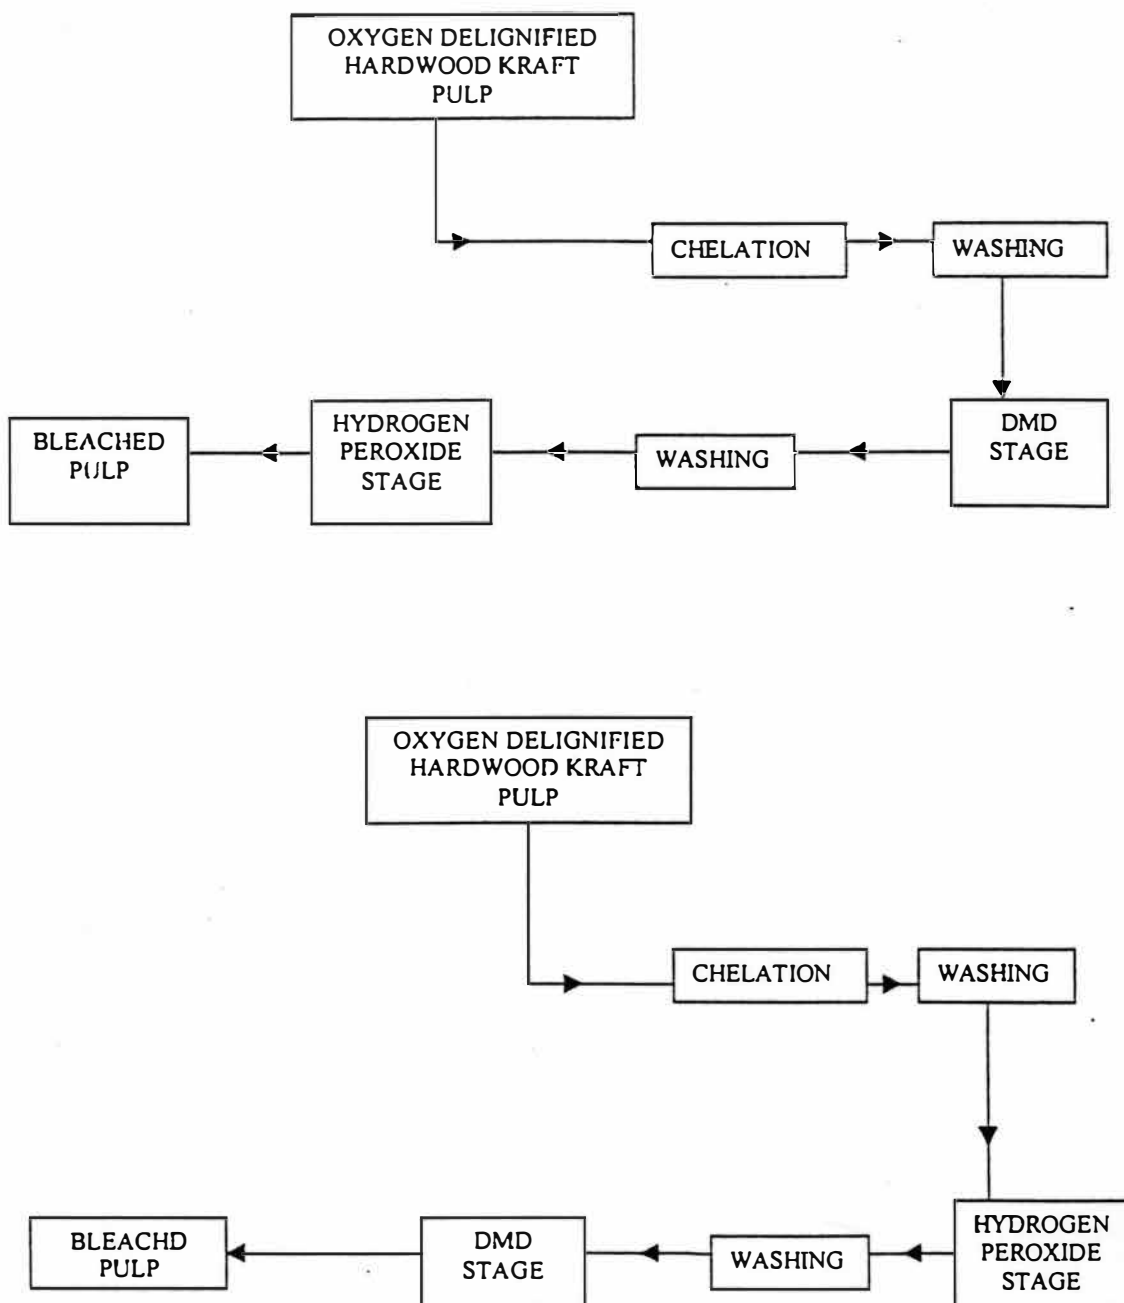 OXYGEN DELIGNIFIED
HARDWOOD KRAFT
PULP
CHELATION
WASHING
DMD
STAGE
WASHING
HYDROGEN
PEROXIDE
STAGE
BLEACHED
PULP
OXYGEN DELIGNIFIED
HARDWOOD KRAFT
PULP
CHELATION
WASHING
HYDROGEN
PEROXIDE
STAGE
WASHING
DMD
STAGE
BLEACHD
PULP